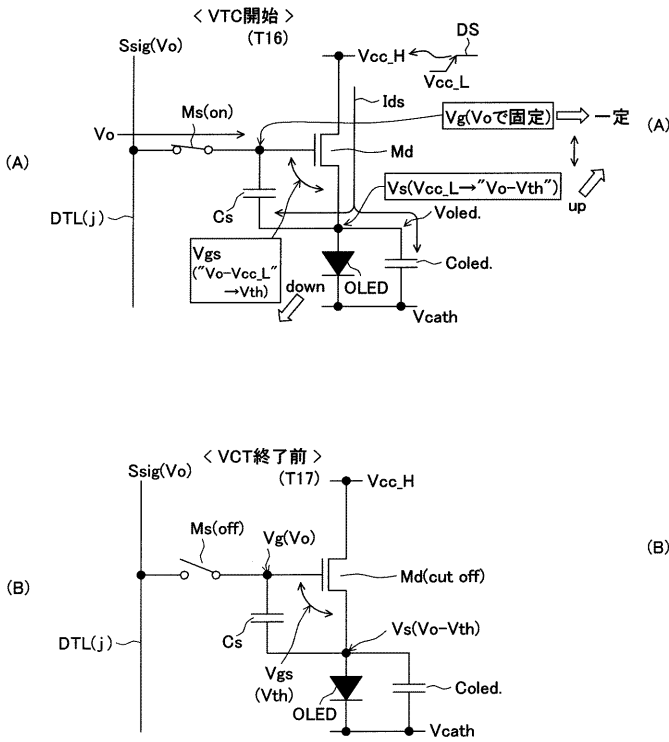 < VTC開始 >
(T16)
Ssig(Vo)
DS
Vcc_H
Vcc_L
Ids
Ms(on)
Vo
Vg(Voで固定)
一定
(A)
(A)
Md
Vs(Vcc_L→"Vo−Vth")
up
Cs
Voled.
DTL(j)
Vgs
("Vo−Vcc_L"
→Vth)
down
OLED
Coled.
Vcath
< VCT終了前 >
(T17)
Ssig(Vo)
Vcc_H
Ms(off)
Vg(Vo)
(B)
(B)
Md(cut off)
Cs
Vs(Vo−Vth)
DTL(j)
Vgs
(Vth)
OLED
Coled.
Vcath